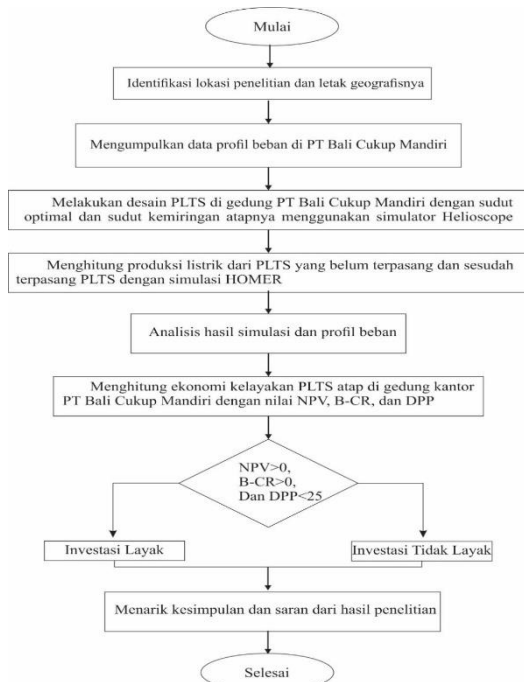 Mulai
Identifikasi lokasi penelitian dan letak geografisnya
Mengumpulkan data profil beban di PT Bali Cukup Mandiri
Melakukan desain PLTS di gedung PT Bali Cukup Mandiri dengan sudut
optimal dan sudut kemiringan atapnya menggunakan simulator Helioscope
Menghitung produksi listrik dari PLTS yang belum terpasang dan sesudah
terpasang PLTS dengan simulasi HOMER
Analisis hasil simulasi dan profil beban
Menghitung ekonomi kelayakan PLTS atap di gedung kantor
PT Bali Cukup Mandiri dengan nilai NPV, B-CR, dan DPP
NPV>0,
B-CR>0,
Dan DPP<25
Investasi Layak
Investasi Tidak Layak
Menarik kesimpulan dan saran dari hasil penelitian
Selesai